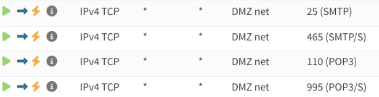 IPv4 TCP * * DMZ net 25 (SMTP)
IPv4 TCP * * DMZ net 465 (SMTP/S)
IPv4 TCP * * DMZ net 110 (POP3)
IPv4 TCP * * DMZ net 995 (POP3/S)